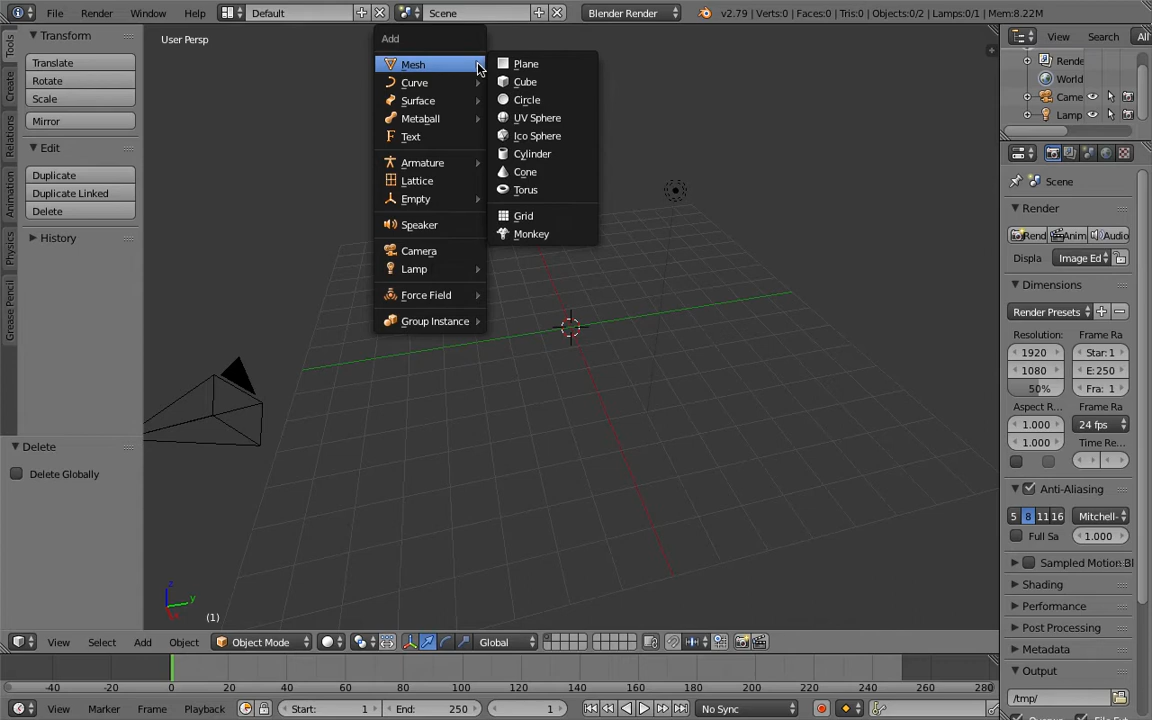 File Render Window Help Default Scene Blender Render v2.79 | Verts:0 | Faces:0 | Tris:0 | Objects:0/2 | Lamps:0/1 | Mem:8.22M
Tools
Create
Relations
Physics
Grease Pencil
Transform
Translate
Rotate
Scale
Mirror
Edit
Duplicate
Duplicate Linked
Delete
History
Delete
Delete Globally
User Persp
Add
Mesh
Curve
Surface
Metaball
Text
Armature
Lattice
Empty
Speaker
Camera
Lamp
Force Field
Group Instance
Plane
Cube
Circle
UV Sphere
Ico Sphere
Cylinder
Cone
Torus
Grid
Monkey
z
y
(1)
View Search All
Rende
World
Came
Lamp
Scene
Render
Rend Anim Audio
Displa Image Ed
Dimensions
Render Presets
Resolution: Frame Ra
1920 Star: 1
1080 E: 250
50% Fra: 1
Aspect R... Frame Ra
1.000 24 fps
1.000 Time Re...
Anti-Aliasing
5 8 11 16 Mitchell-
Full Sa 1.000
Sampled Motion Bl
Shading
Performance
Post Processing
Metadata
Output
/tmp/
View Select Add Object Object Mode Global
-40 -20 0 20 40 60 80 100 120 140 160 180 200 220 240 260 280
View Marker Frame Playback Start: 1 End: 250 1 No Sync